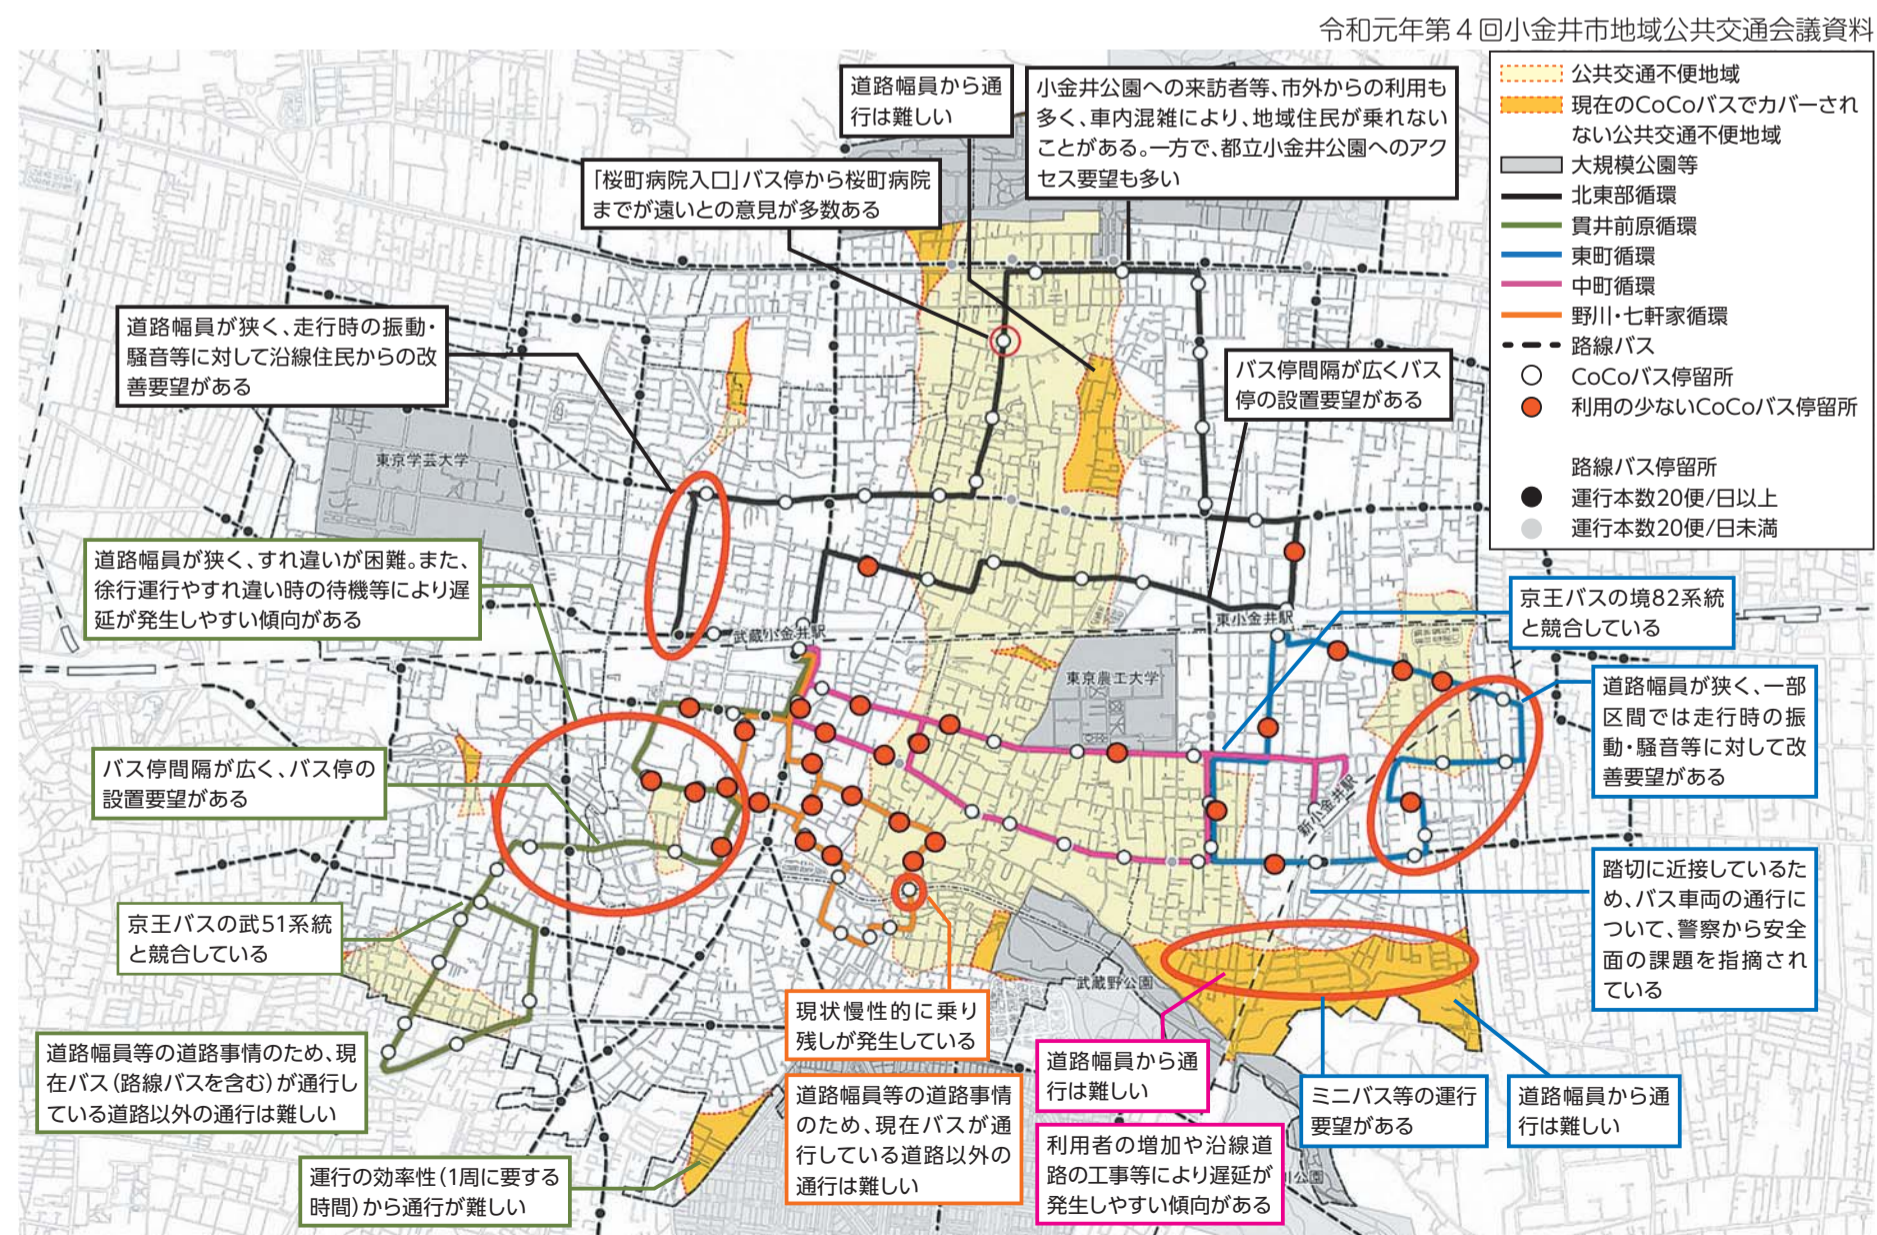 令和元年第４回小金井市地域公共交通会議資料
公共交通不便地域
現在のCoCoバスでカバーされ
ない公共交通不便地域
大規模公園等
北東部循環
貫井前原循環
東町循環
中町循環
野川・七軒家循環
路線バス
CoCoバス停留所
利用の少ないCoCoバス停留所
路線バス停留所
運行本数20便/日以上
運行本数20便/日未満
道路幅員から通
行は難しい
小金井公園への来訪者等、市外からの利用も
多く、車内混雑により、地域住民が乗れない
ことがある。一方で、都立小金井公園へのアク
セス要望も多い
「桜町病院入口」バス停から桜町病院
までが遠いとの意見が多数ある
道路幅員が狭く、走行時の振動・
騒音等に対して沿線住民からの改
善要望がある
バス停間隔が広くバス
停の設置要望がある
東京学芸大学
道路幅員が狭く、すれ違いが困難。また、
徐行運行やすれ違い時の待機等により遅
延が発生しやすい傾向がある
武蔵小金井駅
東小金井駅
京王バスの境82系統
と競合している
東京農工大学
道路幅員が狭く、一部
区間では走行時の振
動・騒音等に対して改
善要望がある
バス停間隔が広く、バス停の
設置要望がある
新小金井駅
踏切に近接しているた
め、バス車両の通行に
ついて、警察から安全
面の課題を指摘され
ている
京王バスの武51系統
と競合している
武蔵野公園
現状慢性的に乗り
残しが発生している
道路幅員等の道路事情のため、現
在バス（路線バスを含む）が通行し
ている道路以外の通行は難しい
道路幅員から通
行は難しい
道路幅員等の道路事情
のため、現在バスが通
行している道路以外の
通行は難しい
ミニバス等の運行
要望がある
道路幅員から通
行は難しい
利用者の増加や沿線道
路の工事等により遅延が
発生しやすい傾向がある
運行の効率性（1周に要する
時間）から通行が難しい
川公園